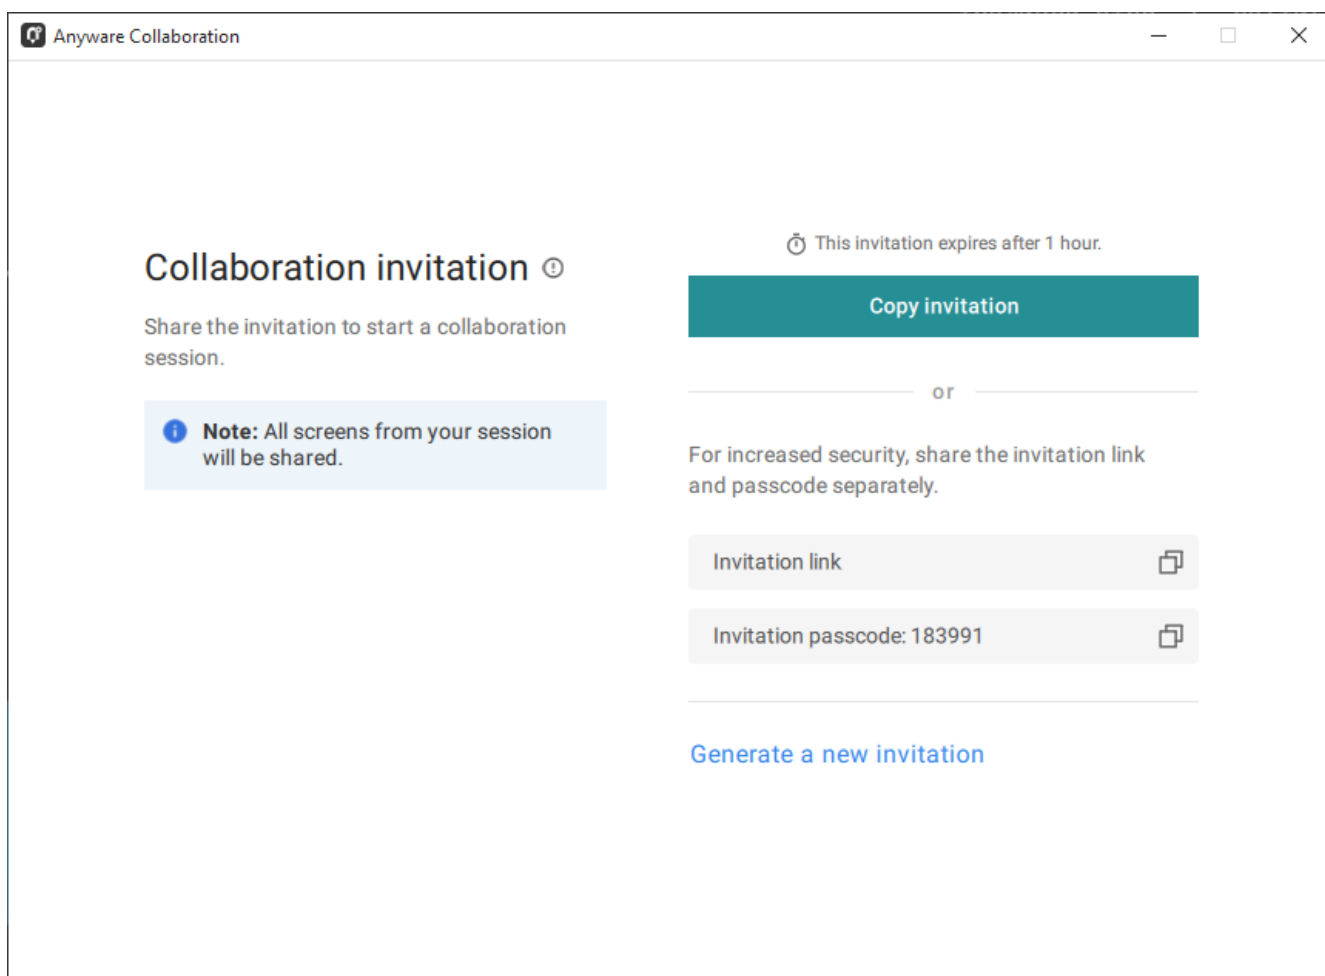 Anyware Collaboration
Collaboration invitation
Share the invitation to start a collaboration
session.
Note: All screens from your session
will be shared.
This invitation expires after 1 hour.
Copy invitation
or
For increased security, share the invitation link
and passcode separately.
Invitation link
Invitation passcode: 183991
Generate a new invitation